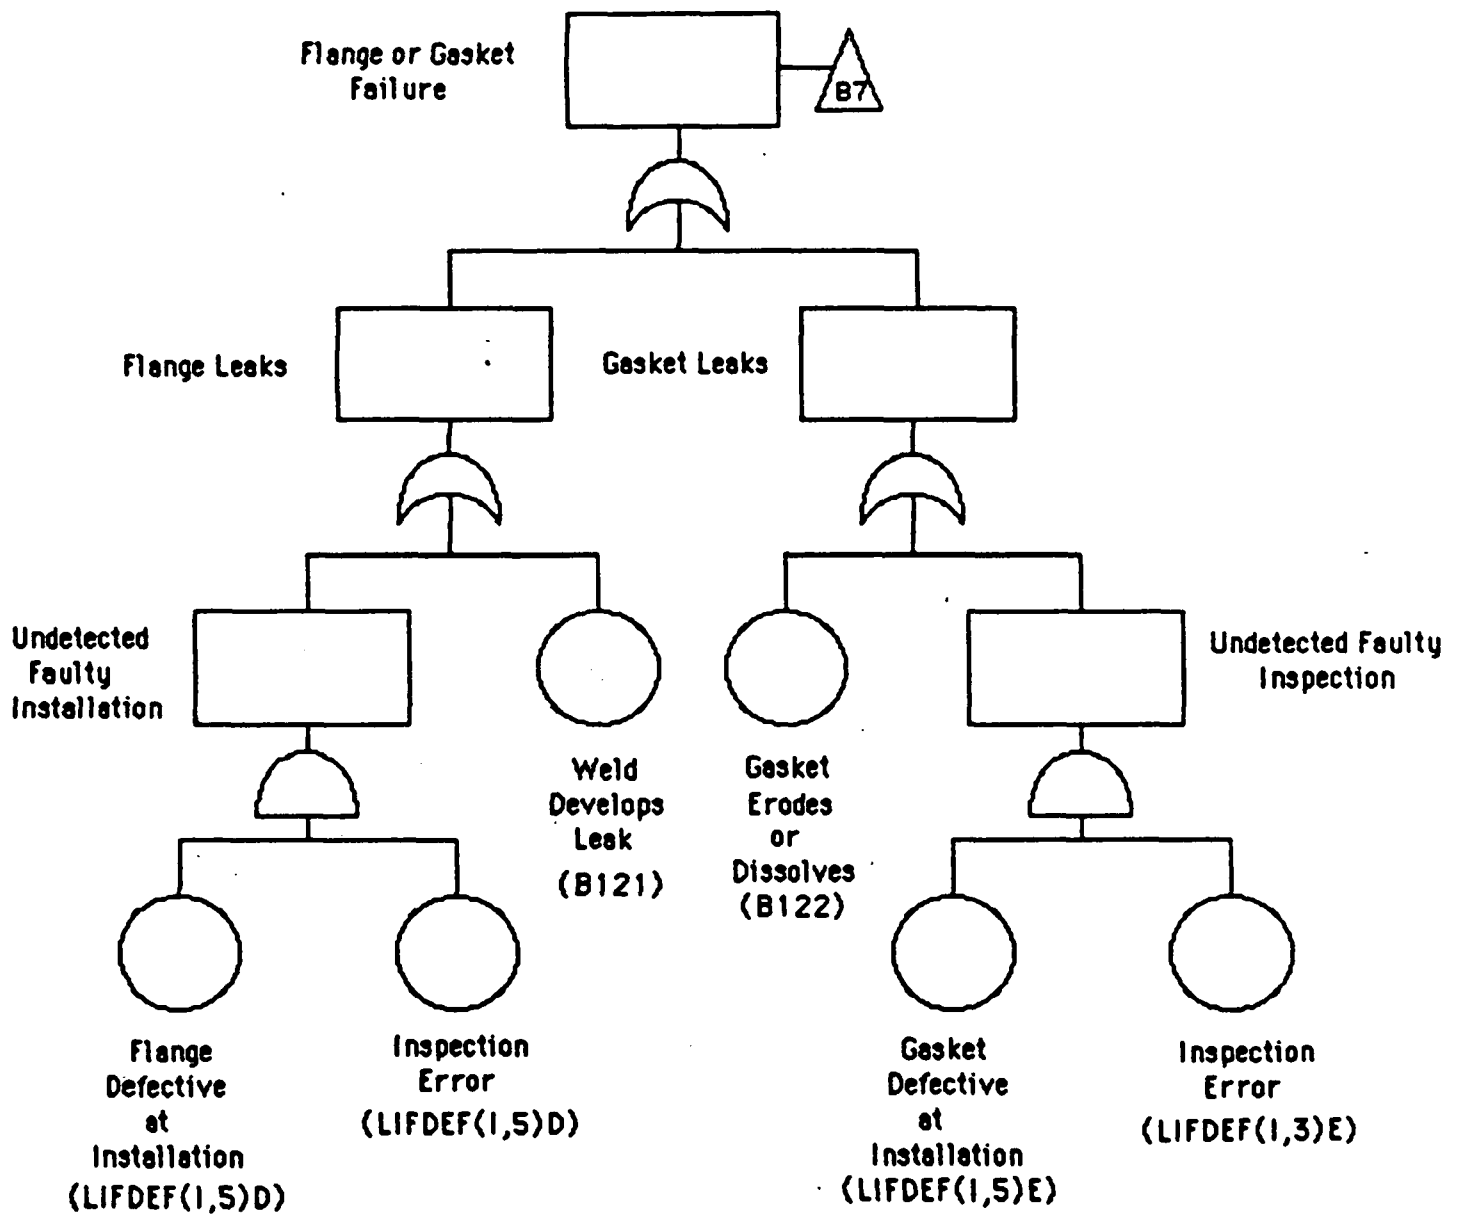 Flange or Gasket
Failure
B7
Flange Leaks
Gasket Leaks
Undetected
Faulty
Installation
Undetected Faulty
Inspection
Weld
Develops
Leak
(B121)
Gasket
Erodes
or
Dissolves
(B122)
Flange
Defective
at
Installation
(LIFDEF(1,5)D)
Inspection
Error
(LIFDEF(1,5)D)
Gasket
Defective
at
Installation
(LIFDEF(1,5)E)
Inspection
Error
(LIFDEF(1,3)E)